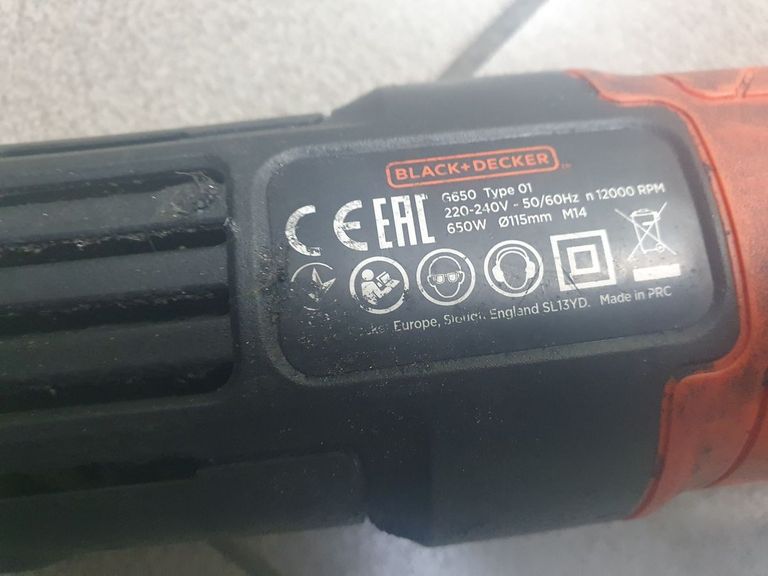 BLACK+DECKER
G650 Type 01
220-240V ~ 50/60Hz n 12000 RPM
650W Ø115mm M14
CE EAC
Europe, Slough, England SL13YD. Made in PRC